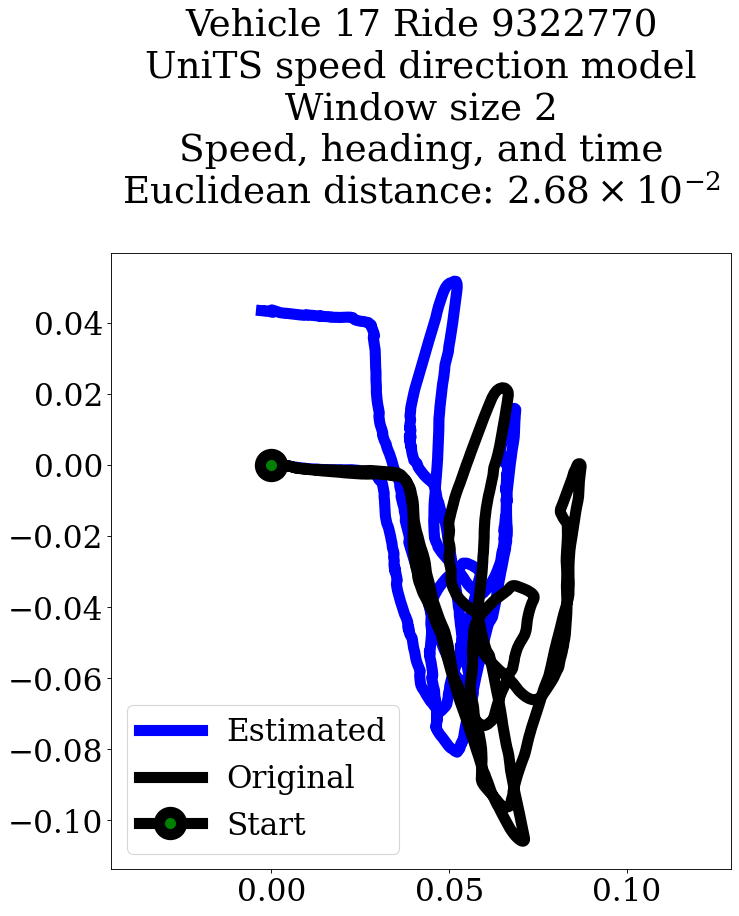 Vehicle 17 Ride 9322770
UniTS speed direction model
Window size 2
Speed, heading, and time
Euclidean distance: 2.68 × 10⁻²
0.04
0.02
0.00
−0.02
−0.04
−0.06
−0.08
−0.10
Estimated
Original
Start
0.00 0.05 0.10